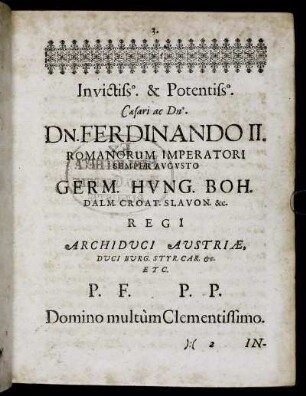 3.
Invictiſſ°. & Potentiſſ°.
Cæſari ac Dn°.
DN. FERDINANDO II.
ROMANORUM IMPERATORI
SEMPER AVGVSTO
GERM. HVNG. BOH.
DALM. CROAT. SLAVON. &c.
REGI
ARCHIDUCI AUSTRIÆ,
DUCI BURG. STYR. CAR. &c.
ETC.
P. F. P. P.
Domino multùm Clementiſſimo.
):( 2 IN-